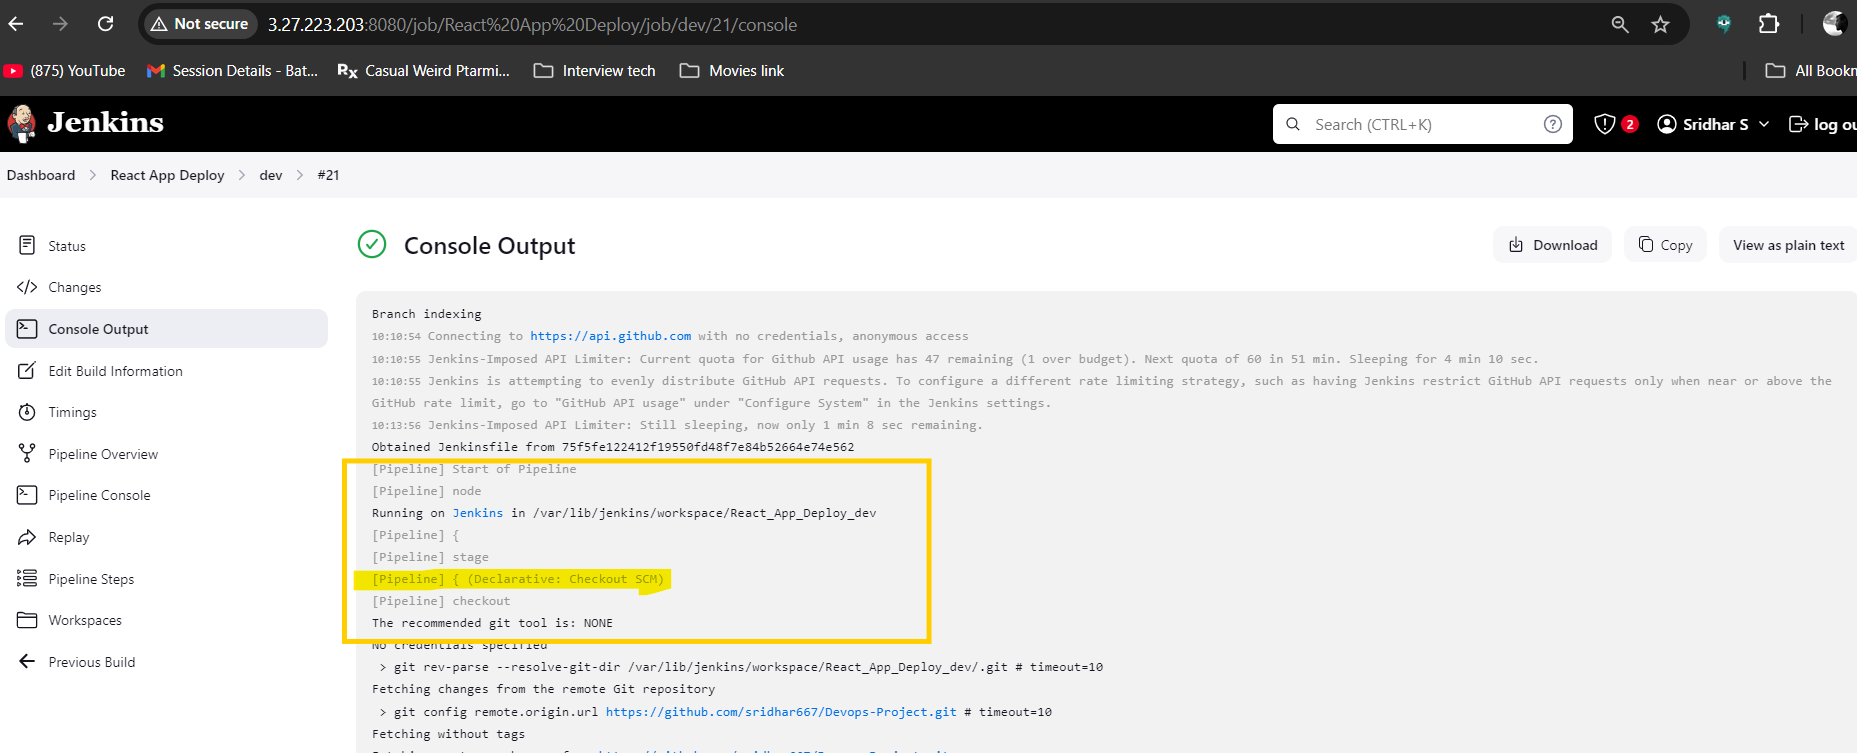 Not secure 3.27.223.203:8080/job/React%20App%20Deploy/job/dev/21/console
(875) YouTube Session Details - Bat... Rx Casual Weird Ptarmi... Interview tech Movies link All Bookm
Jenkins Search (CTRL+K) 2 Sridhar S log ou
Dashboard > React App Deploy > dev > #21
Status
Changes
Console Output
Edit Build Information
Timings
Pipeline Overview
Pipeline Console
Replay
Pipeline Steps
Workspaces
Previous Build
Console Output Download Copy View as plain text
Branch indexing
10:10:54 Connecting to https://api.github.com with no credentials, anonymous access
10:10:55 Jenkins-Imposed API Limiter: Current quota for Github API usage has 47 remaining (1 over budget). Next quota of 60 in 51 min. Sleeping for 4 min 10 sec.
10:10:55 Jenkins is attempting to evenly distribute GitHub API requests. To configure a different rate limiting strategy, such as having Jenkins restrict GitHub API requests only when near or above the
GitHub rate limit, go to "GitHub API usage" under "Configure System" in the Jenkins settings.
10:13:56 Jenkins-Imposed API Limiter: Still sleeping, now only 1 min 8 sec remaining.
Obtained Jenkinsfile from 75f5fe122412f19550fd48f7e84b52664e74e562
[Pipeline] Start of Pipeline
[Pipeline] node
Running on Jenkins in /var/lib/jenkins/workspace/React_App_Deploy_dev
[Pipeline] {
[Pipeline] stage
[Pipeline] { (Declarative: Checkout SCM)
[Pipeline] checkout
The recommended git tool is: NONE
No credentials specified
> git rev-parse --resolve-git-dir /var/lib/jenkins/workspace/React_App_Deploy_dev/.git # timeout=10
Fetching changes from the remote Git repository
> git config remote.origin.url https://github.com/sridhar667/Devops-Project.git # timeout=10
Fetching without tags